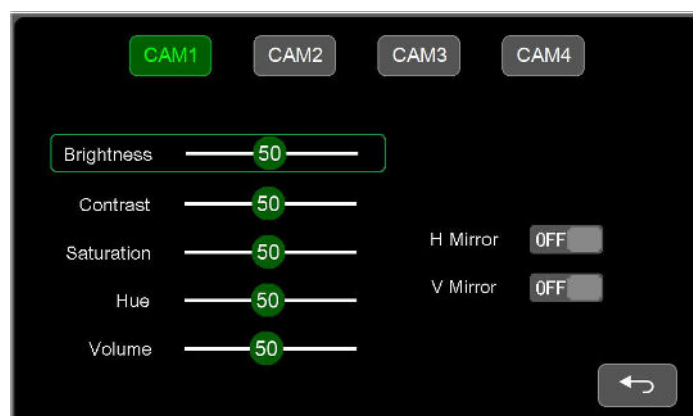 CAM1 CAM2 CAM3 CAM4
Brightness 50
Contrast 50
Saturation 50
H Mirror OFF
Hue 50
V Mirror OFF
Volume 50